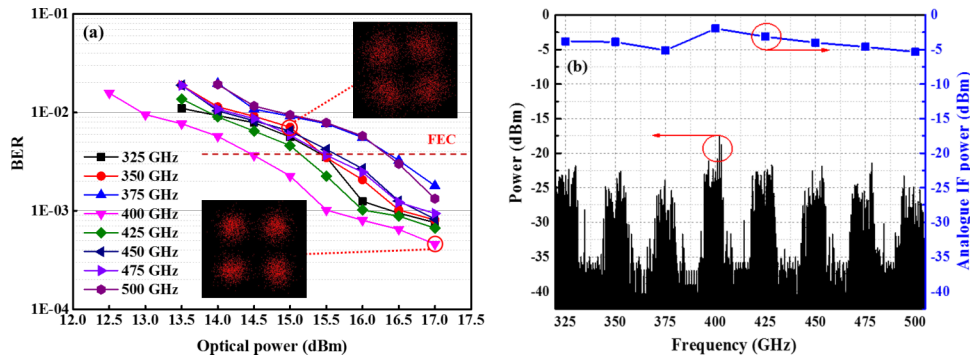 (a)
BER
1E-01
1E-02
1E-03
1E-04
FEC
325 GHz
350 GHz
375 GHz
400 GHz
425 GHz
450 GHz
475 GHz
500 GHz
12.0 12.5 13.0 13.5 14.0 14.5 15.0 15.5 16.0 16.5 17.0 17.5
Optical power (dBm)
(b)
Power (dBm)
0
-5
-10
-15
-20
-25
-30
-35
-40
0
-5
-10
-15
-20
-25
-30
-35
-40
Analogue IF power (dBm)
325 350 375 400 425 450 475 500
Frequency (GHz)